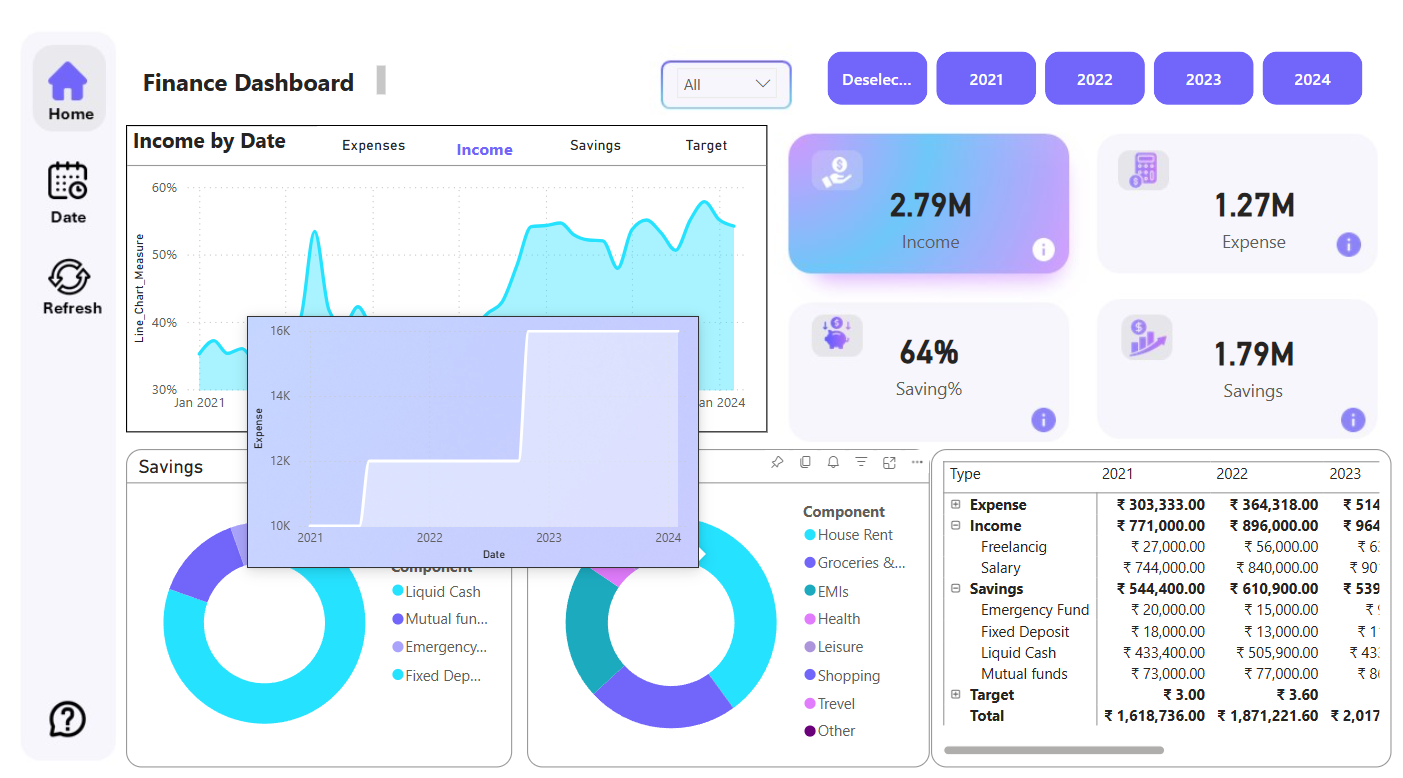 Home
Date
Refresh
Finance Dashboard
All
Deselec...
2021
2022
2023
2024
Income by Date
Expenses
Income
Savings
Target
Line_Chart_Measure
60%
50%
40%
30%
Jan 2021
an 2024
2.79M
Income
1.27M
Expense
64%
Saving%
1.79M
Savings
Expense
16K
14K
12K
10K
2021 2022 2023 2024
Date
Savings
Component
Liquid Cash
Mutual fun...
Emergency...
Fixed Dep...
Component
House Rent
Groceries &...
EMIs
Health
Leisure
Shopping
Trevel
Other
Type 2021 2022 2023
Expense ₹ 303,333.00 ₹ 364,318.00 ₹ 514
Income ₹ 771,000.00 ₹ 896,000.00 ₹ 964
Freelancig ₹ 27,000.00 ₹ 56,000.00 ₹ 6
Salary ₹ 744,000.00 ₹ 840,000.00 ₹ 90
Savings ₹ 544,400.00 ₹ 610,900.00 ₹ 539
Emergency Fund ₹ 20,000.00 ₹ 15,000.00 ₹
Fixed Deposit ₹ 18,000.00 ₹ 13,000.00 ₹ 1
Liquid Cash ₹ 433,400.00 ₹ 505,900.00 ₹ 43
Mutual funds ₹ 73,000.00 ₹ 77,000.00 ₹ 8
Target ₹ 3.00 ₹ 3.60
Total ₹ 1,618,736.00 ₹ 1,871,221.60 ₹ 2,017